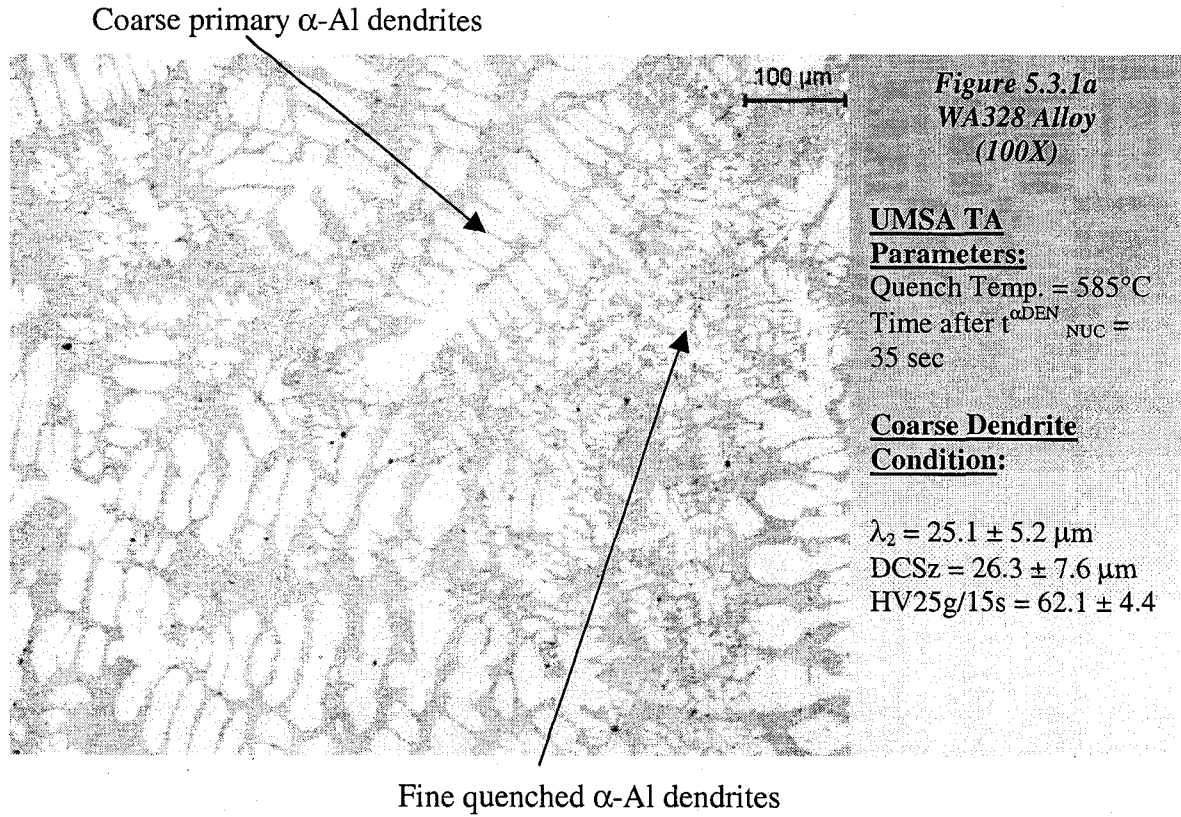 Coarse primary α-Al dendrites
100 µm
Figure 5.3.1a
WA328 Alloy
(100X)
UMSA TA
Parameters:
Quench Temp. = 585°C
Time after t^αDEN_NUC =
35 sec
Coarse Dendrite
Condition:
λ₂ = 25.1 ± 5.2 µm
DCSz = 26.3 ± 7.6 µm
HV25g/15s = 62.1 ± 4.4
Fine quenched α-Al dendrites